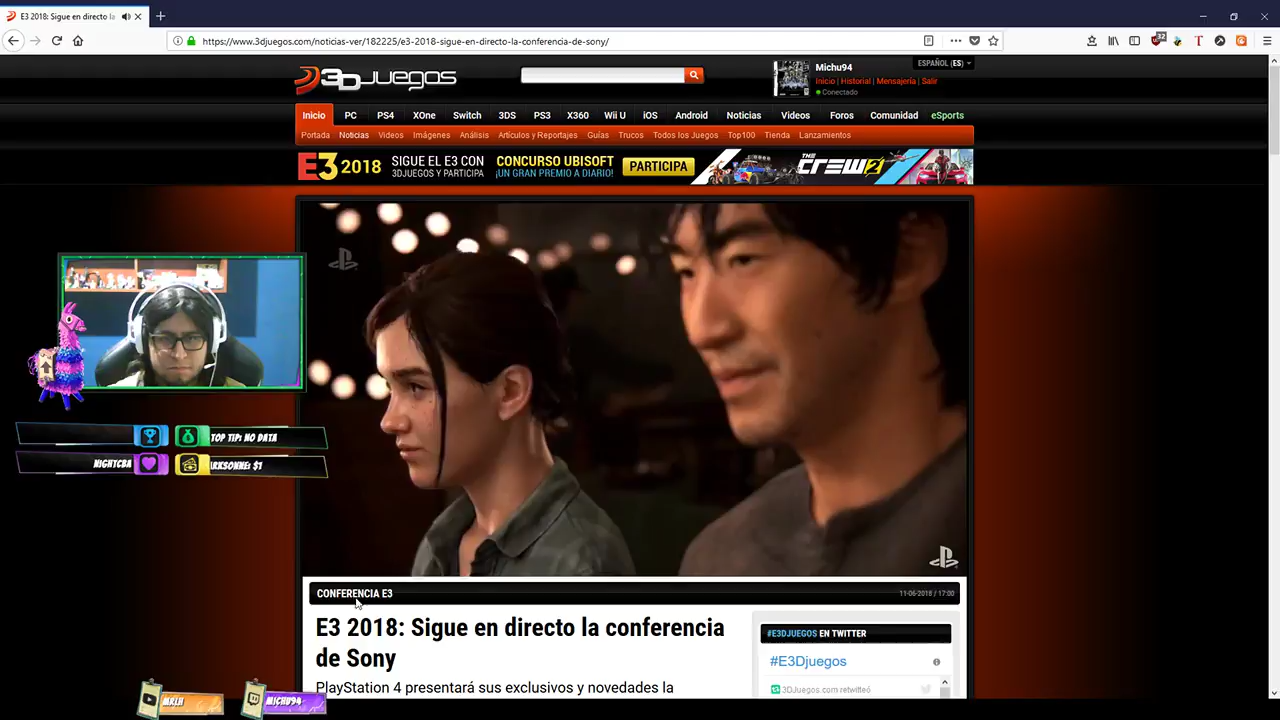 E3 2018: Sigue en directo la
https://www.3djuegos.com/noticias-ver/182225/e3-2018-sigue-en-directo-la-conferencia-de-sony/
32
3DJuegos
Michu94
Inicio | Historial | Mensajería | Salir
Conectado
ESPAÑOL (ES)
Inicio PC PS4 XOne Switch 3DS PS3 X360 Wii U iOS Android Noticias Videos Foros Comunidad eSports
Portada Noticias Videos Imágenes Análisis Artículos y Reportajes Guías Trucos Todos los Juegos Top100 Tienda Lanzamientos
E3 2018
SIGUE EL E3 CON
3DJUEGOS Y PARTICIPA
CONCURSO UBISOFT
¡UN GRAN PREMIO A DIARIO!
PARTICIPA
THE CREW 2
TOP TIP: NO DATA
NIGHTCBA
ARKSONNE: $1
CONFERENCIA E3
11-06-2018 / 17:00
E3 2018: Sigue en directo la conferencia
de Sony
PlayStation 4 presentará sus exclusivos y novedades la
#E3DJUEGOS EN TWITTER
#E3Djuegos
3DJuegos.com retwitteó
MRLH
MICHU94